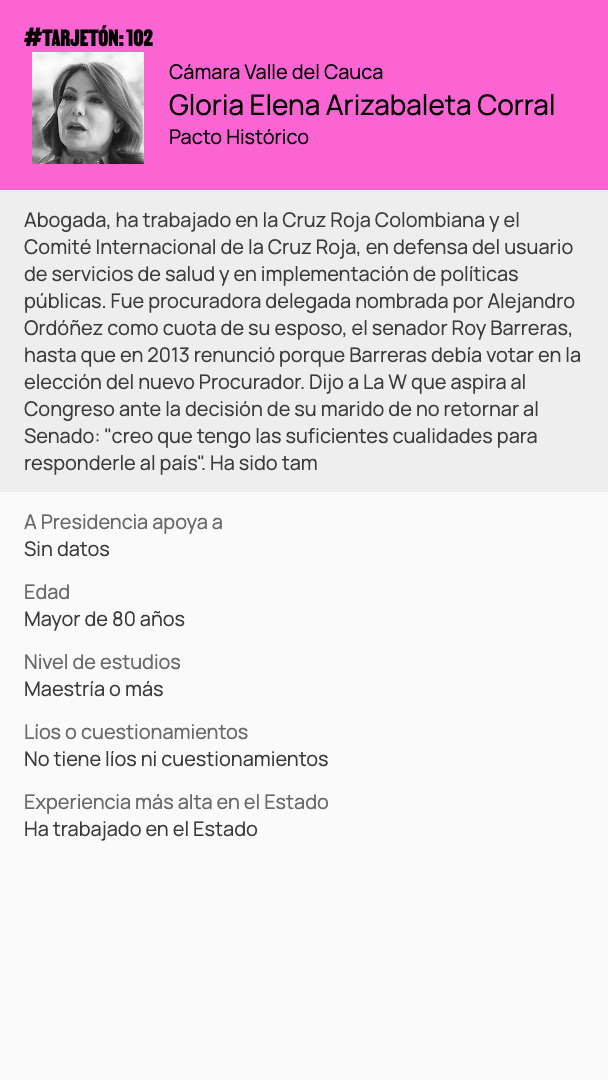 #TARJETÓN: 102
Cámara Valle del Cauca
Gloria Elena Arizabaleta Corral
Pacto Histórico
Abogada, ha trabajado en la Cruz Roja Colombiana y el
Comité Internacional de la Cruz Roja, en defensa del usuario
de servicios de salud y en implementación de políticas
públicas. Fue procuradora delegada nombrada por Alejandro
Ordóñez como cuota de su esposo, el senador Roy Barreras,
hasta que en 2013 renunció porque Barreras debía votar en la
elección del nuevo Procurador. Dijo a La W que aspira al
Congreso ante la decisión de su marido de no retornar al
Senado: "creo que tengo las suficientes cualidades para
responderle al país". Ha sido tam
A Presidencia apoya a
Sin datos
Edad
Mayor de 80 años
Nivel de estudios
Maestría o más
Líos o cuestionamientos
No tiene líos ni cuestionamientos
Experiencia más alta en el Estado
Ha trabajado en el Estado